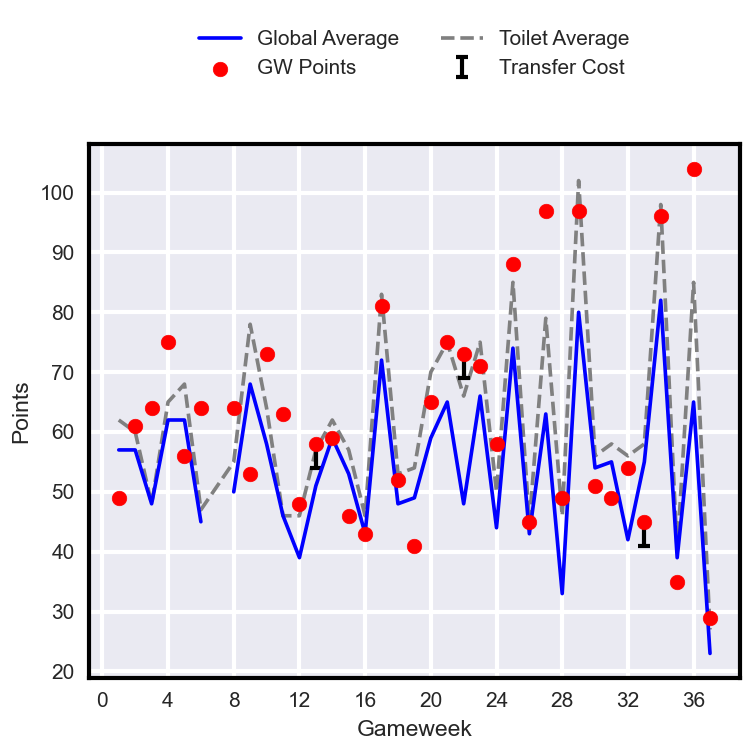 Global Average
Toilet Average
GW Points
Transfer Cost
100
90
80
70
60
50
40
30
20
Points
0 4 8 12 16 20 24 28 32 36
Gameweek